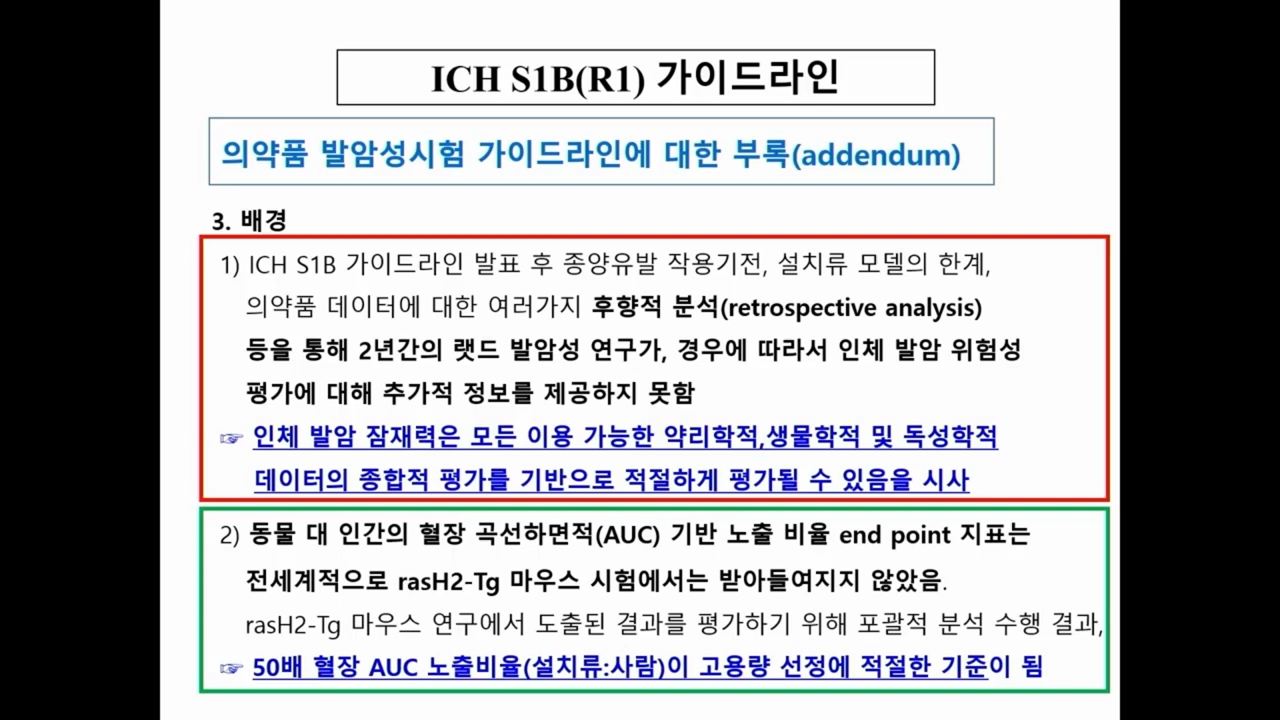 ICH S1B(R1) 가이드라인
의약품 발암성시험 가이드라인에 대한 부록(addendum)
3. 배경
1) ICH S1B 가이드라인 발표 후 종양유발 작용기전, 설치류 모델의 한계,
의약품 데이터에 대한 여러가지 후향적 분석(retrospective analysis)
등을 통해 2년간의 랫드 발암성 연구가, 경우에 따라서 인체 발암 위험성
평가에 대해 추가적 정보를 제공하지 못함
☞ 인체 발암 잠재력은 모든 이용 가능한 약리학적,생물학적 및 독성학적
데이터의 종합적 평가를 기반으로 적절하게 평가될 수 있음을 시사
2) 동물 대 인간의 혈장 곡선하면적(AUC) 기반 노출 비율 end point 지표는
전세계적으로 rasH2-Tg 마우스 시험에서는 받아들여지지 않았음.
rasH2-Tg 마우스 연구에서 도출된 결과를 평가하기 위해 포괄적 분석 수행 결과,
☞ 50배 혈장 AUC 노출비율(설치류:사람)이 고용량 선정에 적절한 기준이 됨